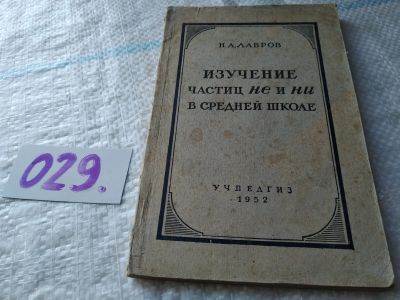 Н.А.ЛАВРОВ
ИЗУЧЕНИЕ
ЧАСТИЦ НЕ И НИ
В СРЕДНЕЙ ШКОЛЕ
УЧПЕДГИЗ
1952
029.